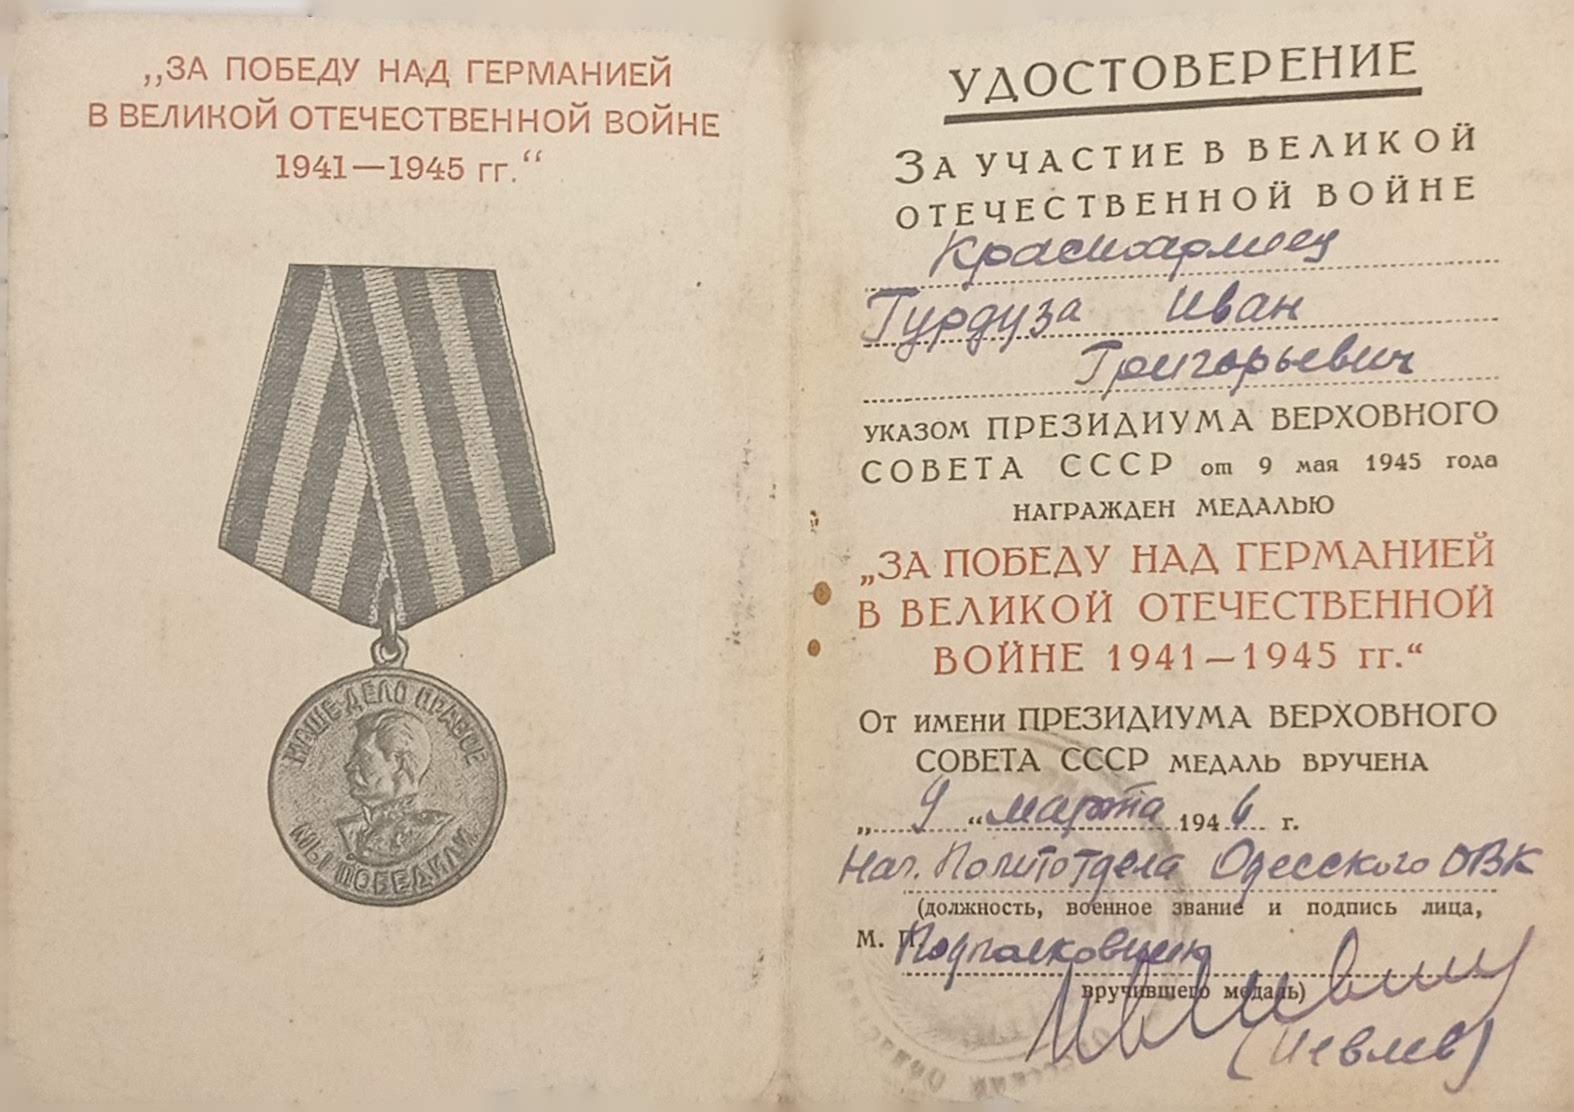 „ЗА ПОБЕДУ НАД ГЕРМАНИЕЙ
В ВЕЛИКОЙ ОТЕЧЕСТВЕННОЙ ВОЙНЕ
1941—1945 гг.“
НАШЕ ДЕЛО ПРАВОЕ
МЫ ПОБЕДИЛИ
УДОСТОВЕРЕНИЕ
ЗА УЧАСТИЕ В ВЕЛИКОЙ
ОТЕЧЕСТВЕННОЙ ВОЙНЕ
Красноармеец
Гурдуза Иван
Григорьевич
УКАЗОМ ПРЕЗИДИУМА ВЕРХОВНОГО
СОВЕТА СССР от 9 мая 1945 года
НАГРАЖДЕН МЕДАЛЬЮ
„ЗА ПОБЕДУ НАД ГЕРМАНИЕЙ
В ВЕЛИКОЙ ОТЕЧЕСТВЕННОЙ
ВОЙНЕ 1941—1945 гг.“
ОТ ИМЕНИ ПРЕЗИДИУМА ВЕРХОВНОГО
СОВЕТА СССР МЕДАЛЬ ВРУЧЕНА
„9“ марта 1946 г.
Нач. Политотдела Одесского ОВК
(должность, военное звание и подпись лица,
М. П. Подполковник
вручившего медаль)
(Иевлев)